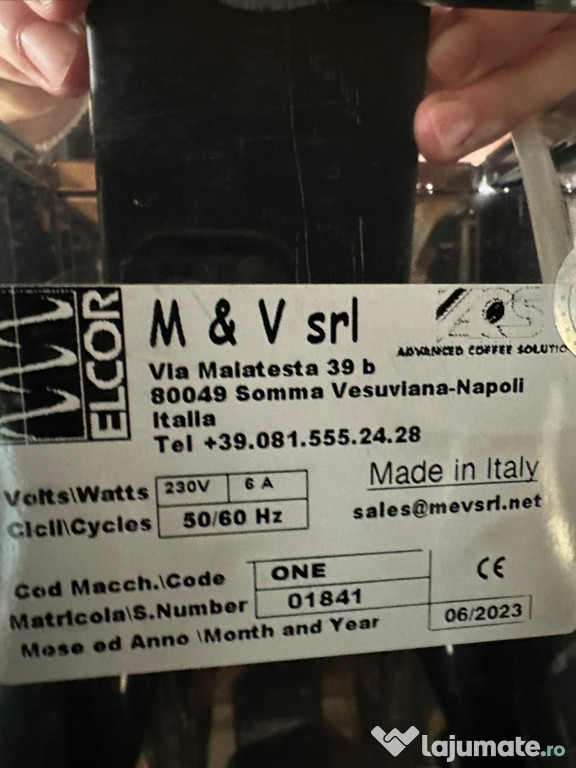 ELCOR
M & V srl
ARS
ADVANCED COFFEE SOLUTIO
Via Malatesta 39 b
80049 Somma Vesuviana-Napoli
Italia
Tel +39.081.555.24.28
Volts\Watts 230V 6 A
Cicli\Cycles 50/60 Hz
Made in Italy
sales@mevsrl.net
Cod Macch.\Code ONE
CE
Matricola\S.Number 01841
Mese ed Anno \Month and Year 06/2023
lajumate.ro